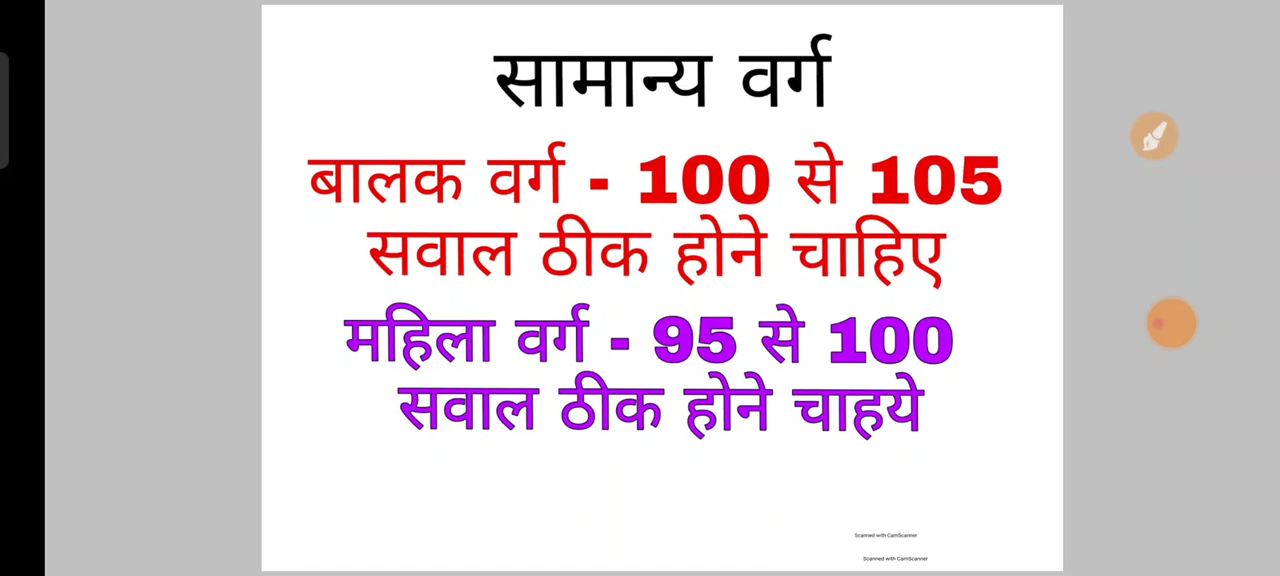 सामान्य वर्ग
बालक वर्ग - 100 से 105
सवाल ठीक होने चाहिए
महिला वर्ग - 95 से 100
सवाल ठीक होने चाहये
Scanned with CamScanner
Scanned with CamScanner